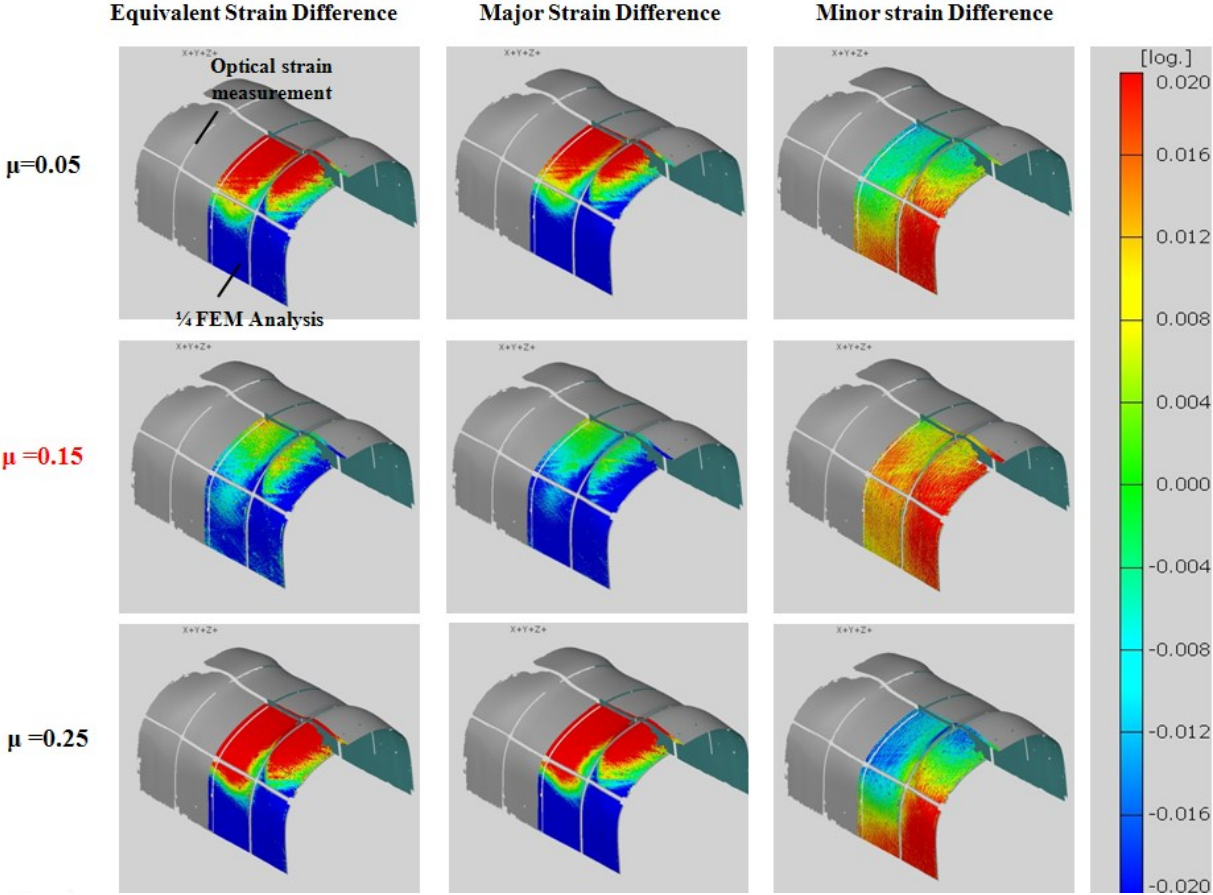 Equivalent Strain Difference
Major Strain Difference
Minor strain Difference
X+Y+Z+
X+Y+Z+
X+Y+Z+
[log.]
Optical strain
measurement
0.020
μ=0.05
0.016
0.012
¼ FEM Analysis
0.008
X+Y+Z+
X+Y+Z+
X+Y+Z+
0.004
μ =0.15
0.000
-0.004
X+Y+Z+
X+Y+Z+
X+Y+Z+
-0.008
μ =0.25
-0.012
-0.016
-0.020